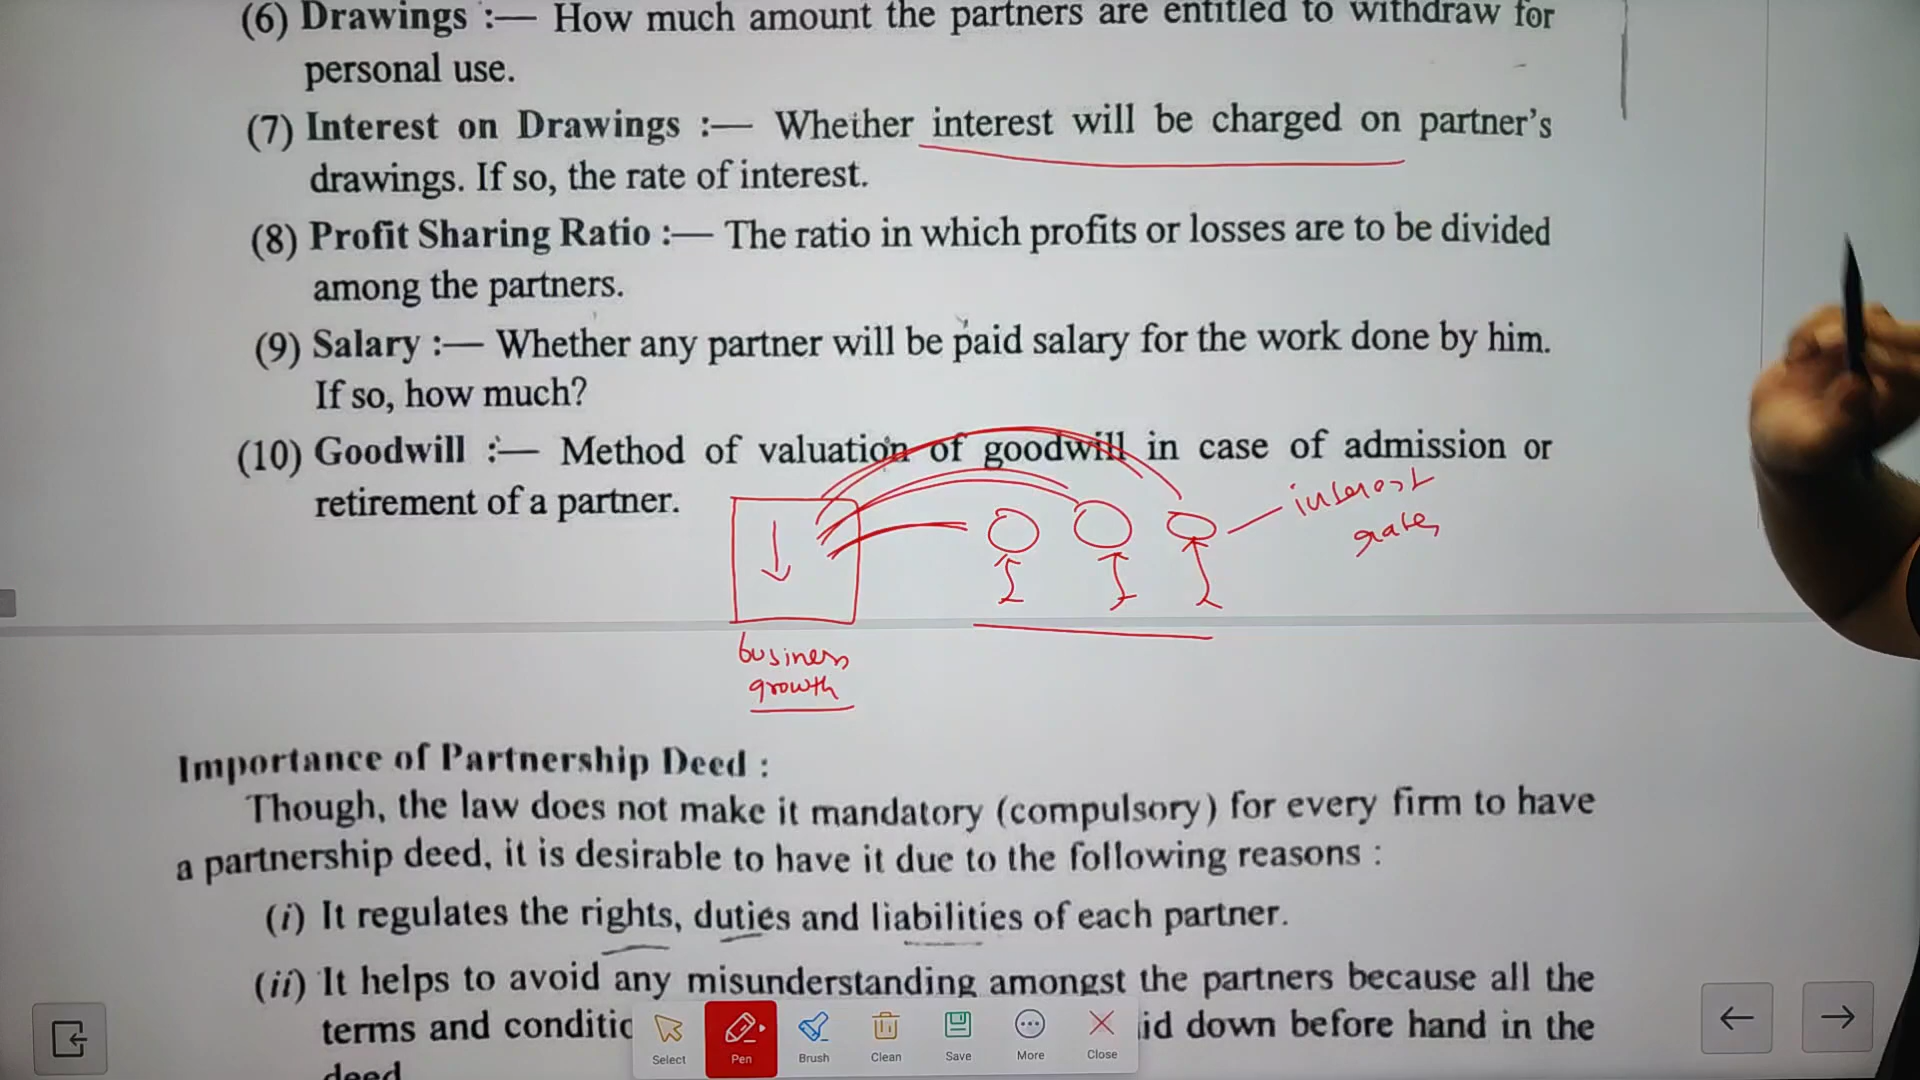 (6) Drawings :— How much amount the partners are entitled to withdraw for
personal use.
(7) Interest on Drawings :— Whether interest will be charged on partner's
drawings. If so, the rate of interest.
(8) Profit Sharing Ratio :— The ratio in which profits or losses are to be divided
among the partners.
(9) Salary :— Whether any partner will be paid salary for the work done by him.
If so, how much?
(10) Goodwill :— Method of valuation of goodwill in case of admission or
retirement of a partner.
interest
rate
business
growth
Importance of Partnership Deed :
Though, the law does not make it mandatory (compulsory) for every firm to have
a partnership deed, it is desirable to have it due to the following reasons :
(i) It regulates the rights, duties and liabilities of each partner.
(ii) It helps to avoid any misunderstanding amongst the partners because all the
terms and conditio
id down before hand in the
deed
Select
Pen
Brush
Clean
Save
More
Close